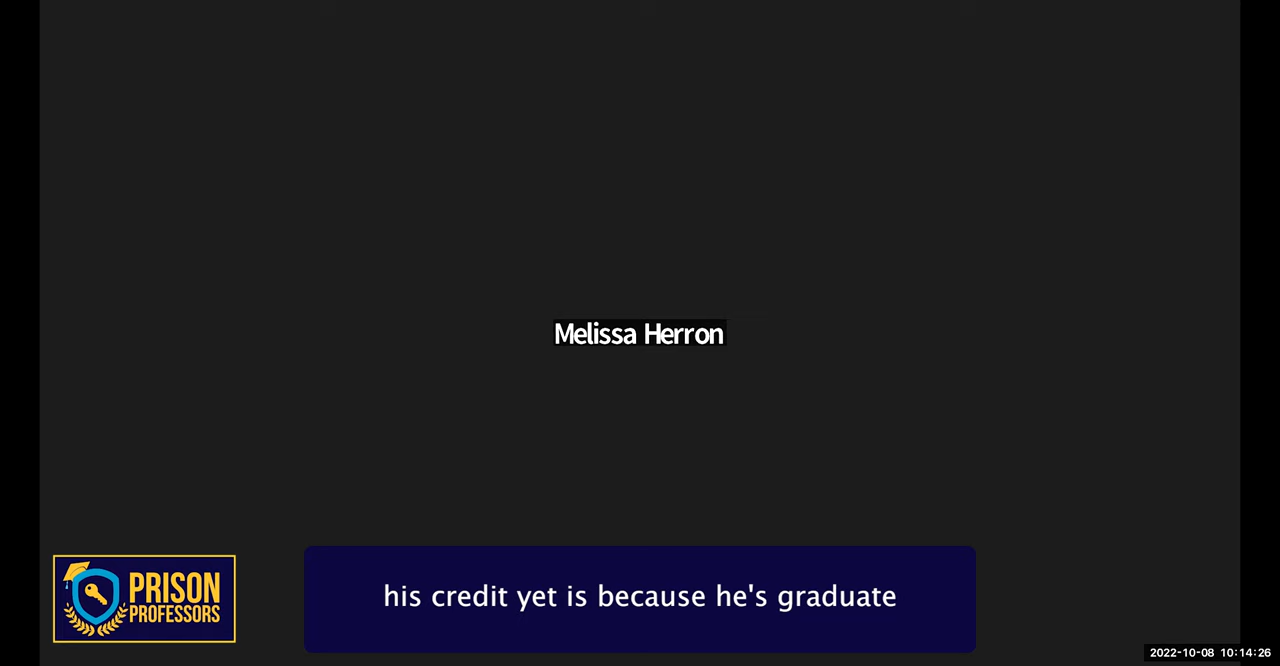 Melissa Herron
PRISON
PROFESSORS
his credit yet is because he's graduate
2022-10-08 10:14:26